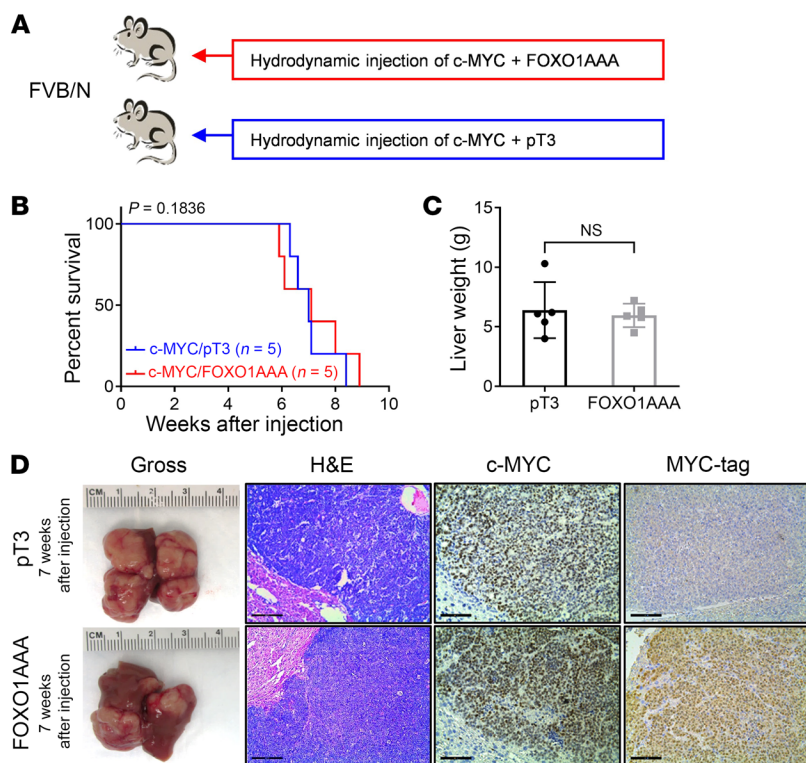 A
FVB/N
Hydrodynamic injection of c-MYC + FOXO1AAA
Hydrodynamic injection of c-MYC + pT3
B
P = 0.1836
100
50
0
Percent survival
c-MYC/pT3 (n = 5)
c-MYC/FOXO1AAA (n = 5)
0 2 4 6 8 10
Weeks after injection
C
15
10
5
0
Liver weight (g)
NS
pT3 FOXO1AAA
D
Gross H&E c-MYC MYC-tag
pT3
7 weeks
after injection
CM 1 2 3 4
FOXO1AAA
7 weeks
after injection
CM 1 2 3 4